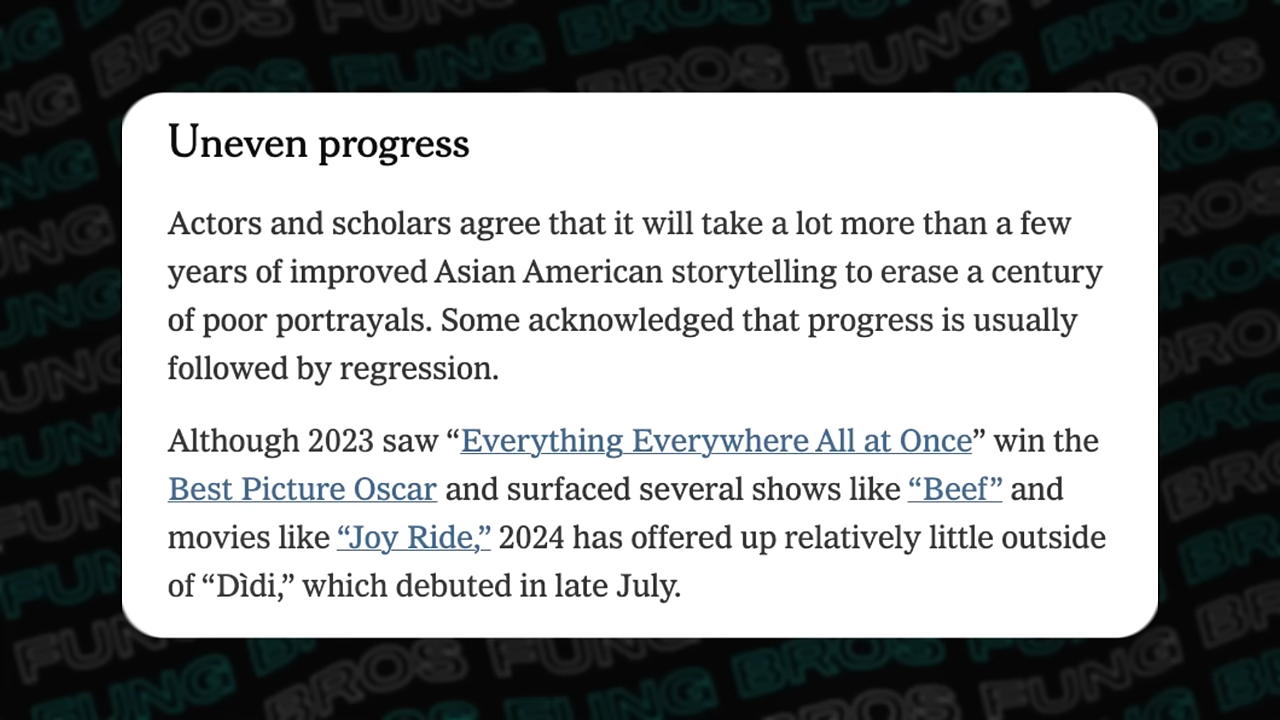 Uneven progress
Actors and scholars agree that it will take a lot more than a few
years of improved Asian American storytelling to erase a century
of poor portrayals. Some acknowledged that progress is usually
followed by regression.
Although 2023 saw “Everything Everywhere All at Once” win the
Best Picture Oscar and surfaced several shows like “Beef” and
movies like “Joy Ride,” 2024 has offered up relatively little outside
of “Dìdi,” which debuted in late July.
FUNG BROS